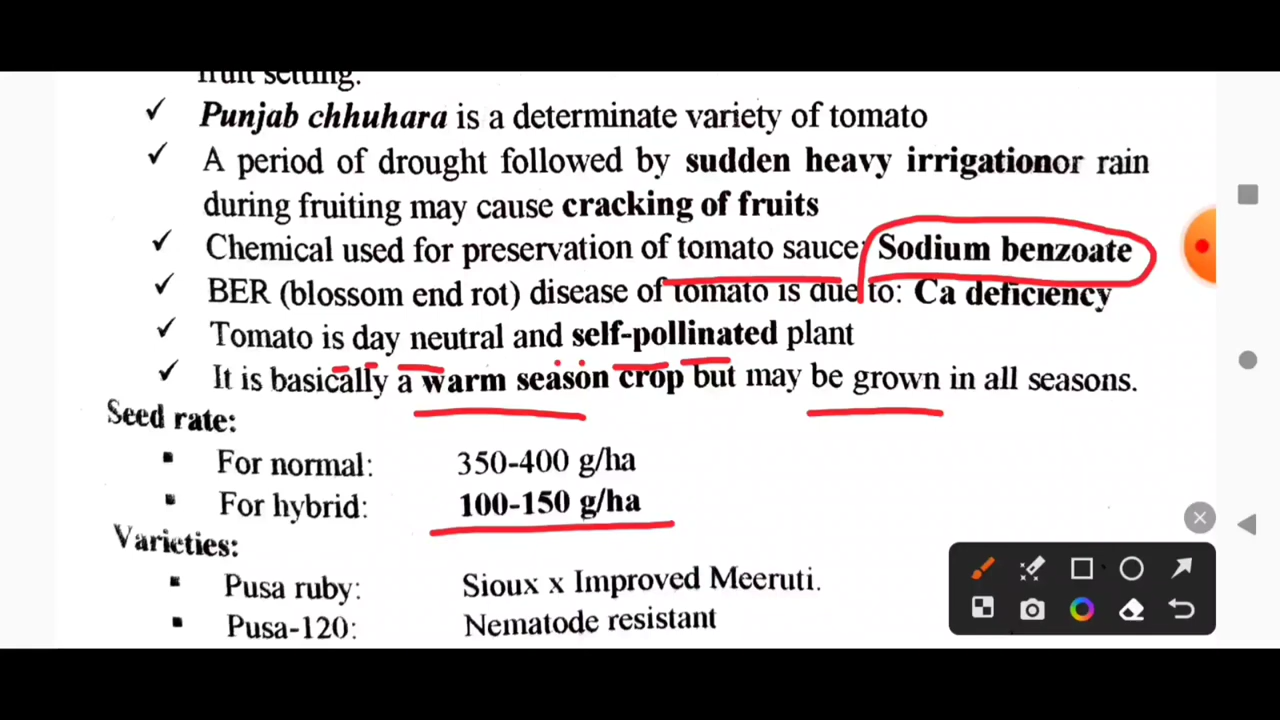 fruit setting.
✓ Punjab chhuhara is a determinate variety of tomato
✓ A period of drought followed by sudden heavy irrigationor rain
during fruiting may cause cracking of fruits
✓ Chemical used for preservation of tomato sauce: Sodium benzoate
✓ BER (blossom end rot) disease of tomato is due to: Ca deficiency
✓ Tomato is day neutral and self-pollinated plant
✓ It is basically a warm season crop but may be grown in all seasons.
Seed rate:
▪ For normal: 350-400 g/ha
▪ For hybrid: 100-150 g/ha
Varieties:
▪ Pusa ruby: Sioux x Improved Meeruti.
▪ Pusa-120: Nematode resistant